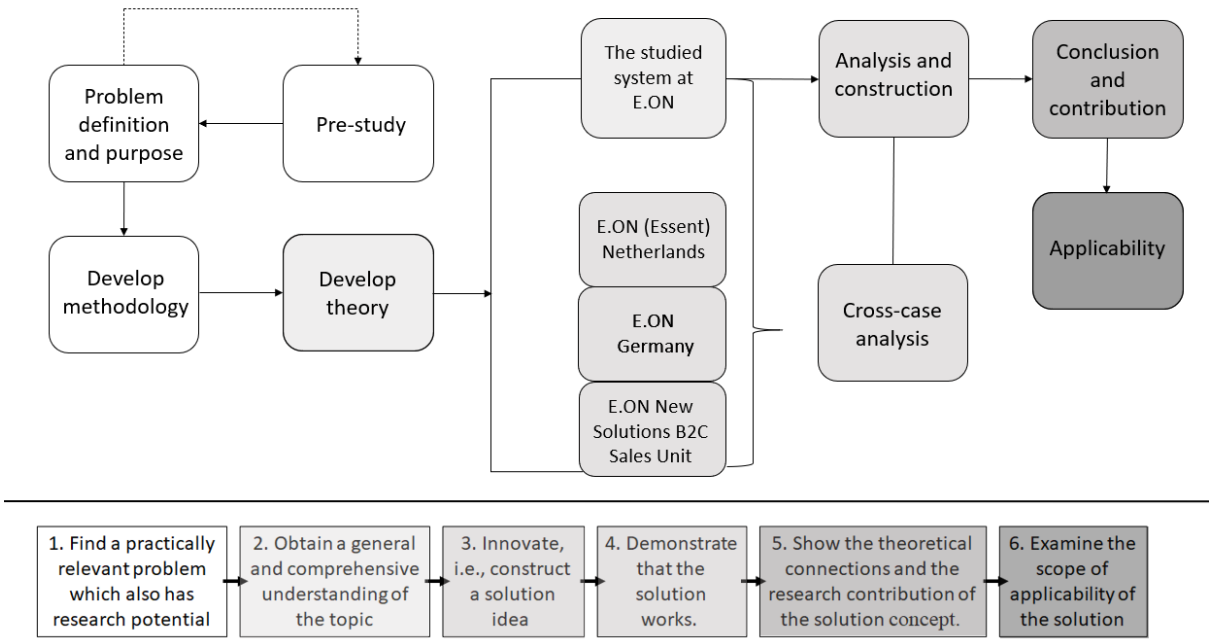 Problem
definition
and purpose
Pre-study
Develop
methodology
Develop
theory
The studied
system at
E.ON
E.ON (Essent)
Netherlands
E.ON
Germany
E.ON New
Solutions B2C
Sales Unit
Analysis and
construction
Cross-case
analysis
Conclusion
and
contribution
Applicability
1. Find a practically
relevant problem
which also has
research potential
2. Obtain a general
and comprehensive
understanding of
the topic
3. Innovate,
i.e., construct
a solution
idea
4. Demonstrate
that the
solution
works.
5. Show the theoretical
connections and the
research contribution of
the solution concept.
6. Examine the
scope of
applicability of
the solution